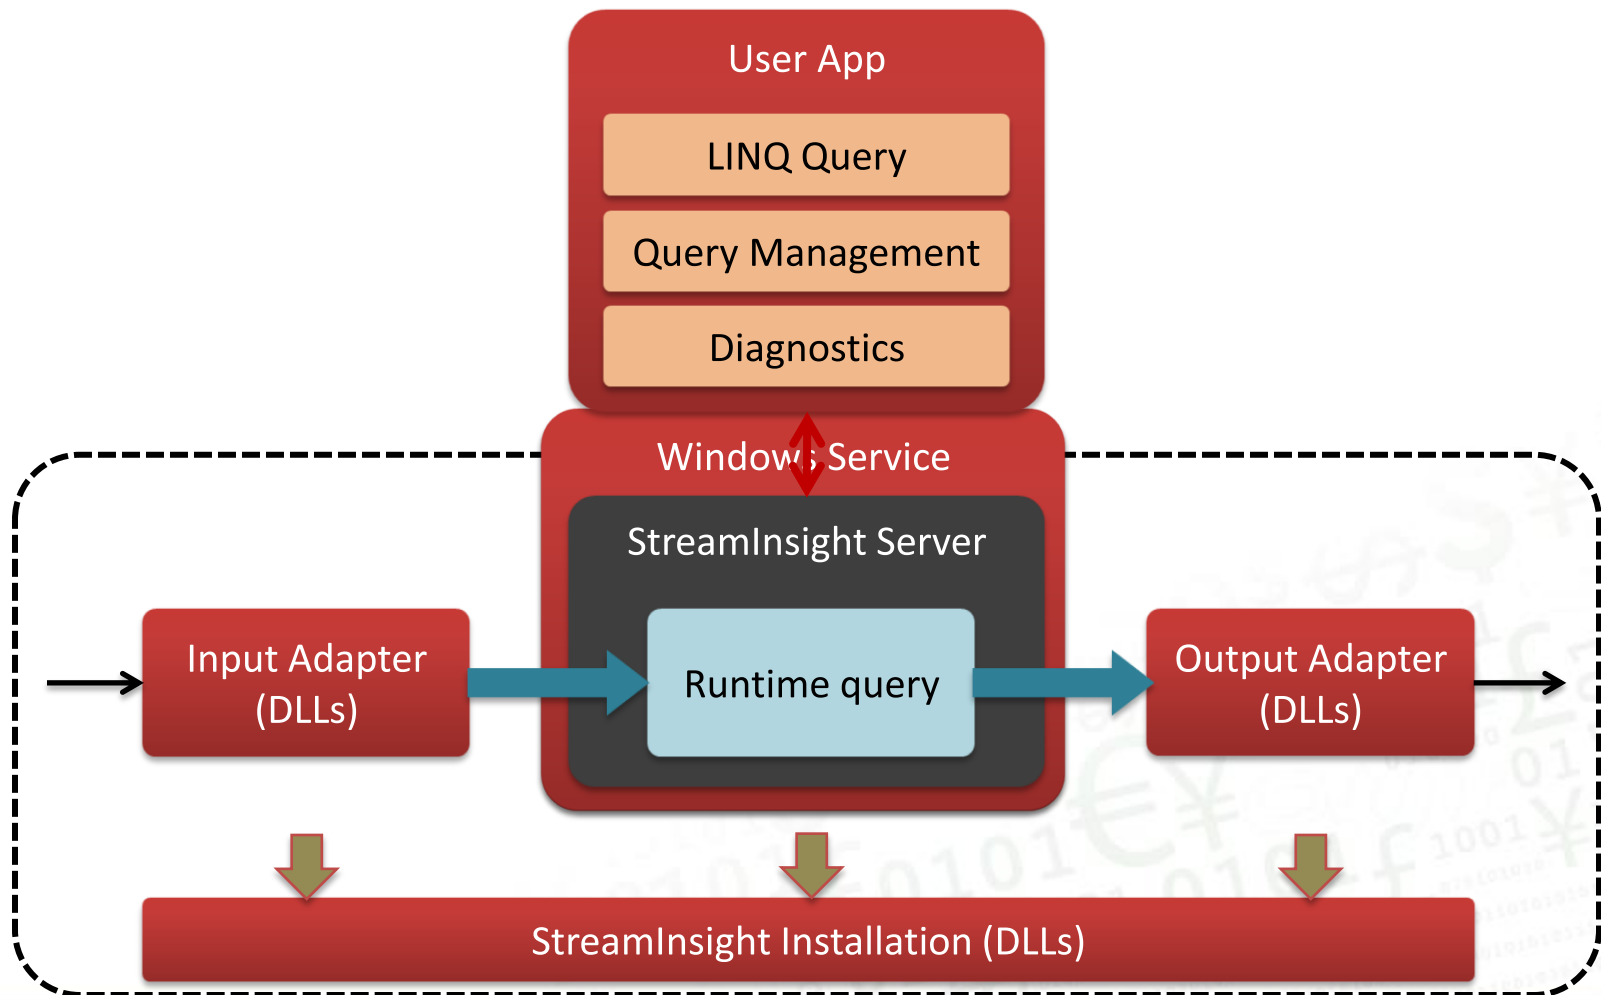 User App
LINQ Query
Query Management
Diagnostics
Windows Service
StreamInsight Server
Input Adapter
(DLLs)
Runtime query
Output Adapter
(DLLs)
StreamInsight Installation (DLLs)